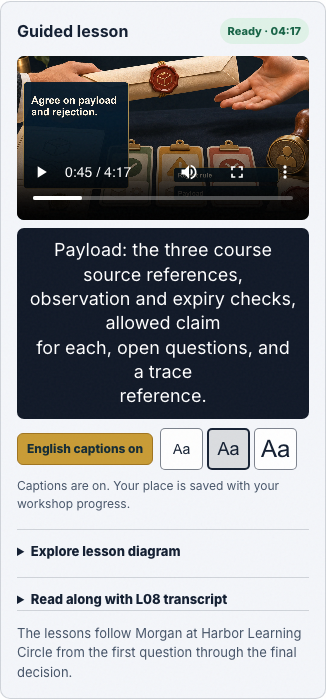 Guided lesson
Ready · 04:17
Agree on payload
and rejection.
0:45 / 4:17
rule
Payload: the three course
source references,
observation and expiry checks,
allowed claim
for each, open questions, and
a trace
reference.
English captions on
Aa
Aa
Aa
Captions are on. Your place is saved with your
workshop progress.
Explore lesson diagram
Read along with L08 transcript
The lessons follow Morgan at Harbor Learning
Circle from the first question through the final
decision.